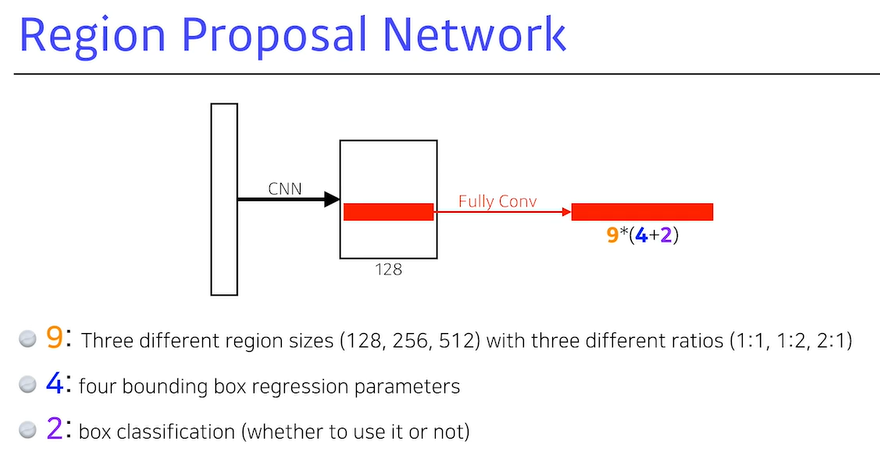 Region Proposal Network
CNN
Fully Conv
9*(4+2)
128
9: Three different region sizes (128, 256, 512) with three different ratios (1:1, 1:2, 2:1)
4: four bounding box regression parameters
2: box classification (whether to use it or not)